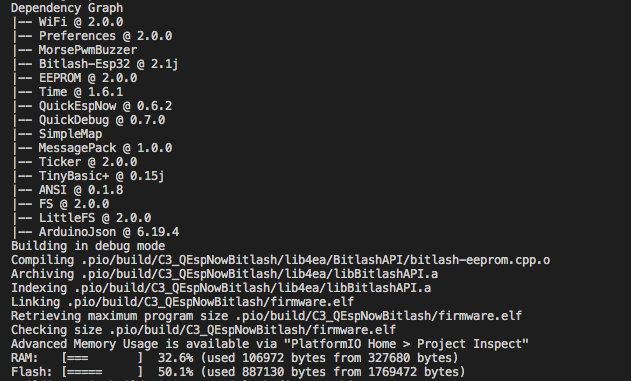 Dependency Graph
|-- WiFi @ 2.0.0
|-- Preferences @ 2.0.0
|-- MorsePwmBuzzer
|-- Bitlash-Esp32 @ 2.1j
|-- EEPROM @ 2.0.0
|-- Time @ 1.6.1
|-- QuickEspNow @ 0.6.2
|-- QuickDebug @ 0.7.0
|-- SimpleMap
|-- MessagePack @ 1.0.0
|-- Ticker @ 2.0.0
|-- TinyBasic+ @ 0.15j
|-- ANSI @ 0.1.8
|-- FS @ 2.0.0
|-- LittleFS @ 2.0.0
|-- ArduinoJson @ 6.19.4
Building in debug mode
Compiling .pio/build/C3_QEspNowBitlash/lib4ea/BitlashAPI/bitlash-eeprom.cpp.o
Archiving .pio/build/C3_QEspNowBitlash/lib4ea/libBitlashAPI.a
Indexing .pio/build/C3_QEspNowBitlash/lib4ea/libBitlashAPI.a
Linking .pio/build/C3_QEspNowBitlash/firmware.elf
Retrieving maximum program size .pio/build/C3_QEspNowBitlash/firmware.elf
Checking size .pio/build/C3_QEspNowBitlash/firmware.elf
Advanced Memory Usage is available via "PlatformIO Home > Project Inspect"
RAM:   [===       ]  32.6% (used 106972 bytes from 327680 bytes)
Flash: [=====     ]  50.1% (used 887130 bytes from 1769472 bytes)